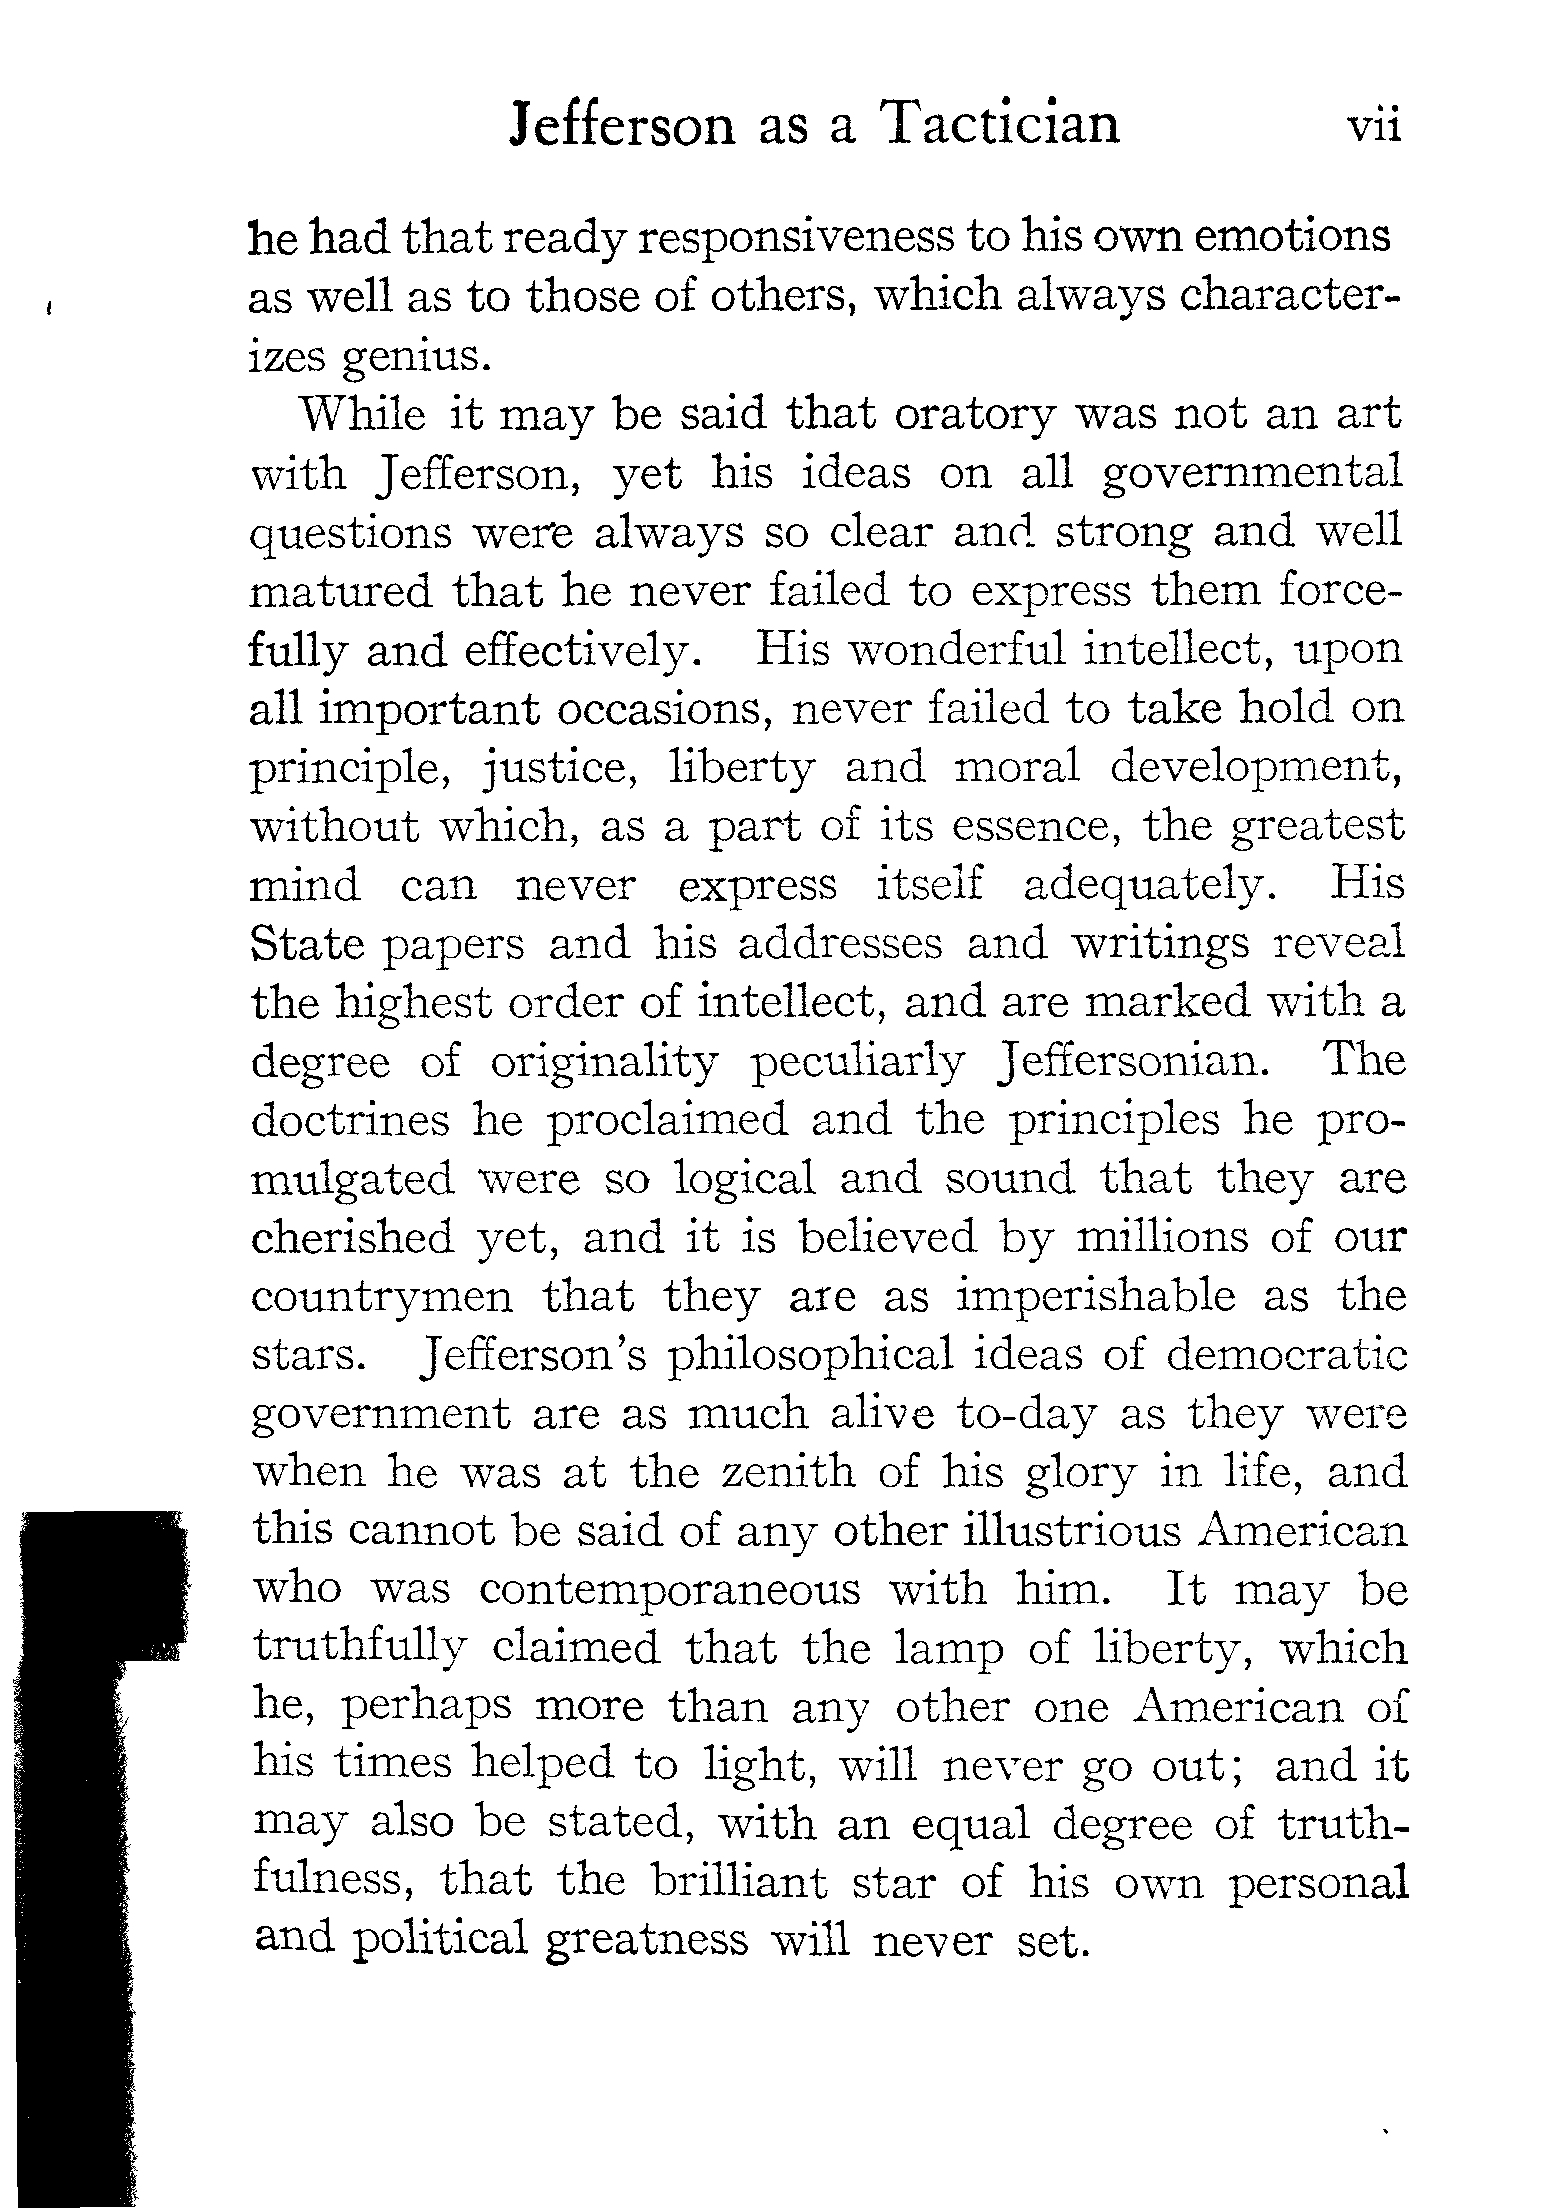 Jefferson as a Tactician vii
he had that ready responsiveness to his own emotions
as well as to those of others, which always character-
izes genius.
While it may be said that oratory was not an art
with Jefferson, yet his ideas on all governmental
questions were always so clear and strong and well
matured that he never failed to express them force-
fully and effectively. His wonderful intellect, upon
all important occasions, never failed to take hold on
principle, justice, liberty and moral development,
without which, as a part of its essence, the greatest
mind can never express itself adequately. His
State papers and his addresses and writings reveal
the highest order of intellect, and are marked with a
degree of originality peculiarly Jeffersonian. The
doctrines he proclaimed and the principles he pro-
mulgated were so logical and sound that they are
cherished yet, and it is believed by millions of our
countrymen that they are as imperishable as the
stars. Jefferson's philosophical ideas of democratic
government are as much alive to-day as they were
when he was at the zenith of his glory in life, and
this cannot be said of any other illustrious American
who was contemporaneous with him. It may be
truthfully claimed that the lamp of liberty, which
he, perhaps more than any other one American of
his times helped to light, will never go out; and it
may also be stated, with an equal degree of truth-
fulness, that the brilliant star of his own personal
and political greatness will never set.